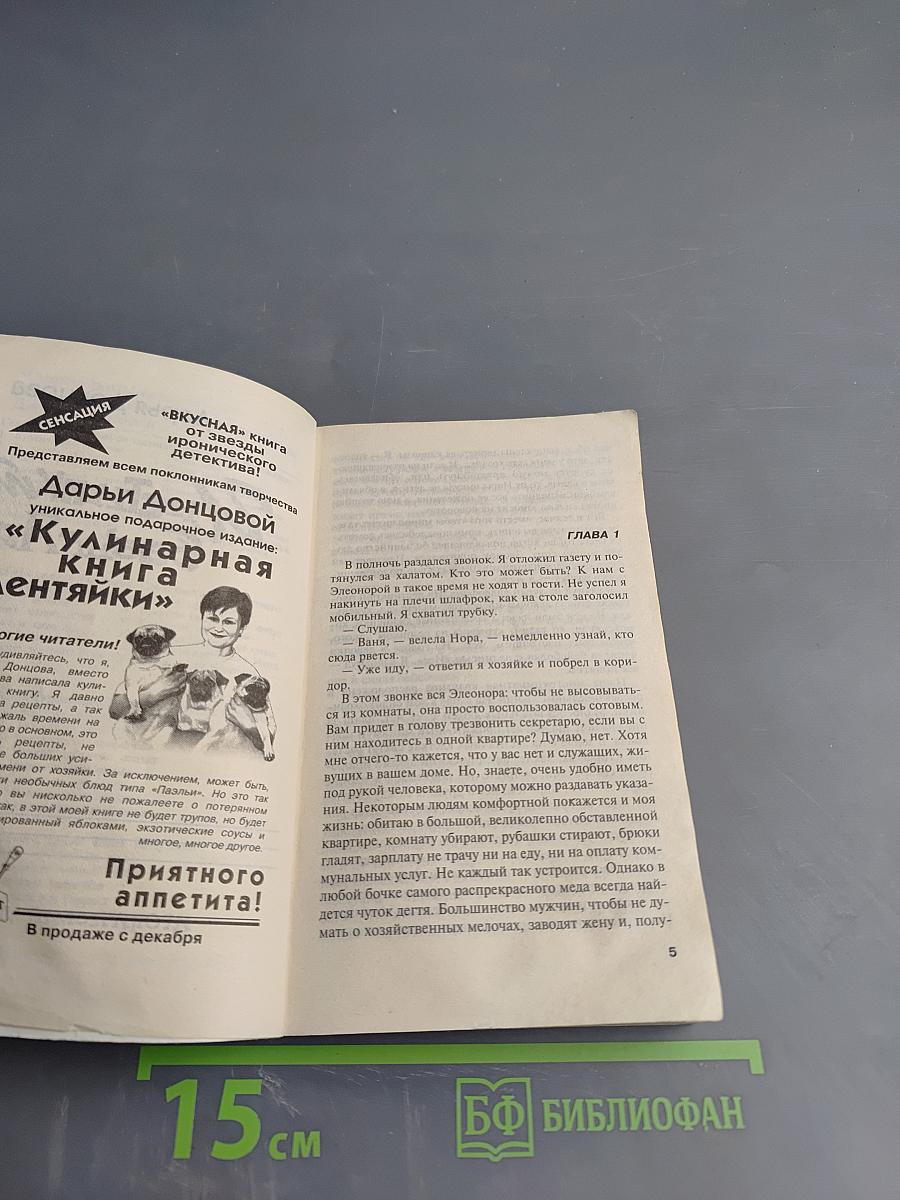 СЕНСАЦИЯ
«ВКУСНАЯ» книга
от звезды
иронического
детектива!
Представляем всем поклонникам творчества
Дарьи Донцовой
уникальное подарочное издание:
«Кулинарная
книга
лентяйки»
читатели!
что я,
Донцова, вместо
написала кули-
книгу. Я давно
рецепты, а так
времени на
в основном, это
рецепты, не
больших уси-
от хозяйки. За исключением, может быть,
необычных блюд типа «Паэльи». Но это так
вы нисколько не пожалеете о потерянном
в этой моей книге не будет трупов, но будет
яблоками, экзотические соусы и
многое, многое другое.
Приятного
аппетита!
В продаже с декабря
ГЛАВА 1
В полночь раздался звонок. Я отложил газету и по-
тянулся за халатом. Кто это может быть? К нам с
Элеонорой в такое время не ходят в гости. Не успел я
накинуть на плечи шлафрок, как на столе заголосил
мобильный. Я схватил трубку.
— Слушаю.
— Ваня, — велела Нора, — немедленно узнай, кто
сюда рвется.
— Уже иду, — ответил я хозяйке и побрел в кори-
дор.
В этом звонке вся Элеонора: чтобы не высовывать-
ся из комнаты, она просто воспользовалась сотовым.
Вам придет в голову трезвонить секретарю, если вы с
ним находитесь в одной квартире? Думаю, нет. Хотя
мне отчего-то кажется, что у вас нет и служащих, жи-
вущих в вашем доме. Но, знаете, очень удобно иметь
под рукой человека, которому можно раздавать указа-
ния. Некоторым людям комфортной покажется и моя
жизнь: обитаю в большой, великолепно обставленной
квартире, комнату убирают, рубашки стирают, брюки
гладят, зарплату не трачу ни на еду, ни на оплату ком-
мунальных услуг. Не каждый так устроится. Однако в
любой бочке самого распрекрасного меда всегда най-
дется чуток дегтя. Большинство мужчин, чтобы не ду-
мать о хозяйственных мелочах, заводят жену и, полу-
5
15 см
БФ БИБЛИОФАН